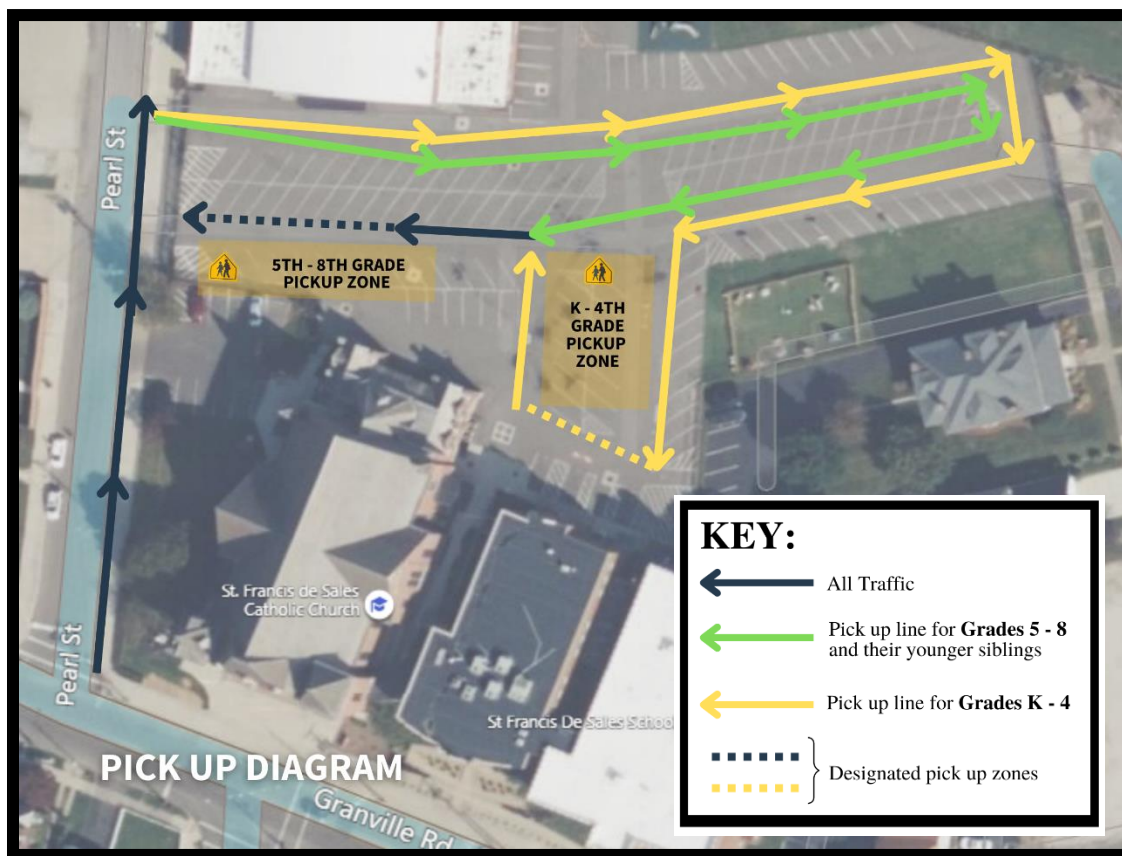 Pearl St
5TH - 8TH GRADE
PICKUP ZONE
K - 4TH
GRADE
PICKUP
ZONE
St. Francis de Sales
Catholic Church
Pearl St
St Francis De Sales School
PICK UP DIAGRAM
Granville Rd
KEY:
All Traffic
Pick up line for Grades 5 - 8
and their younger siblings
Pick up line for Grades K - 4
Designated pick up zones